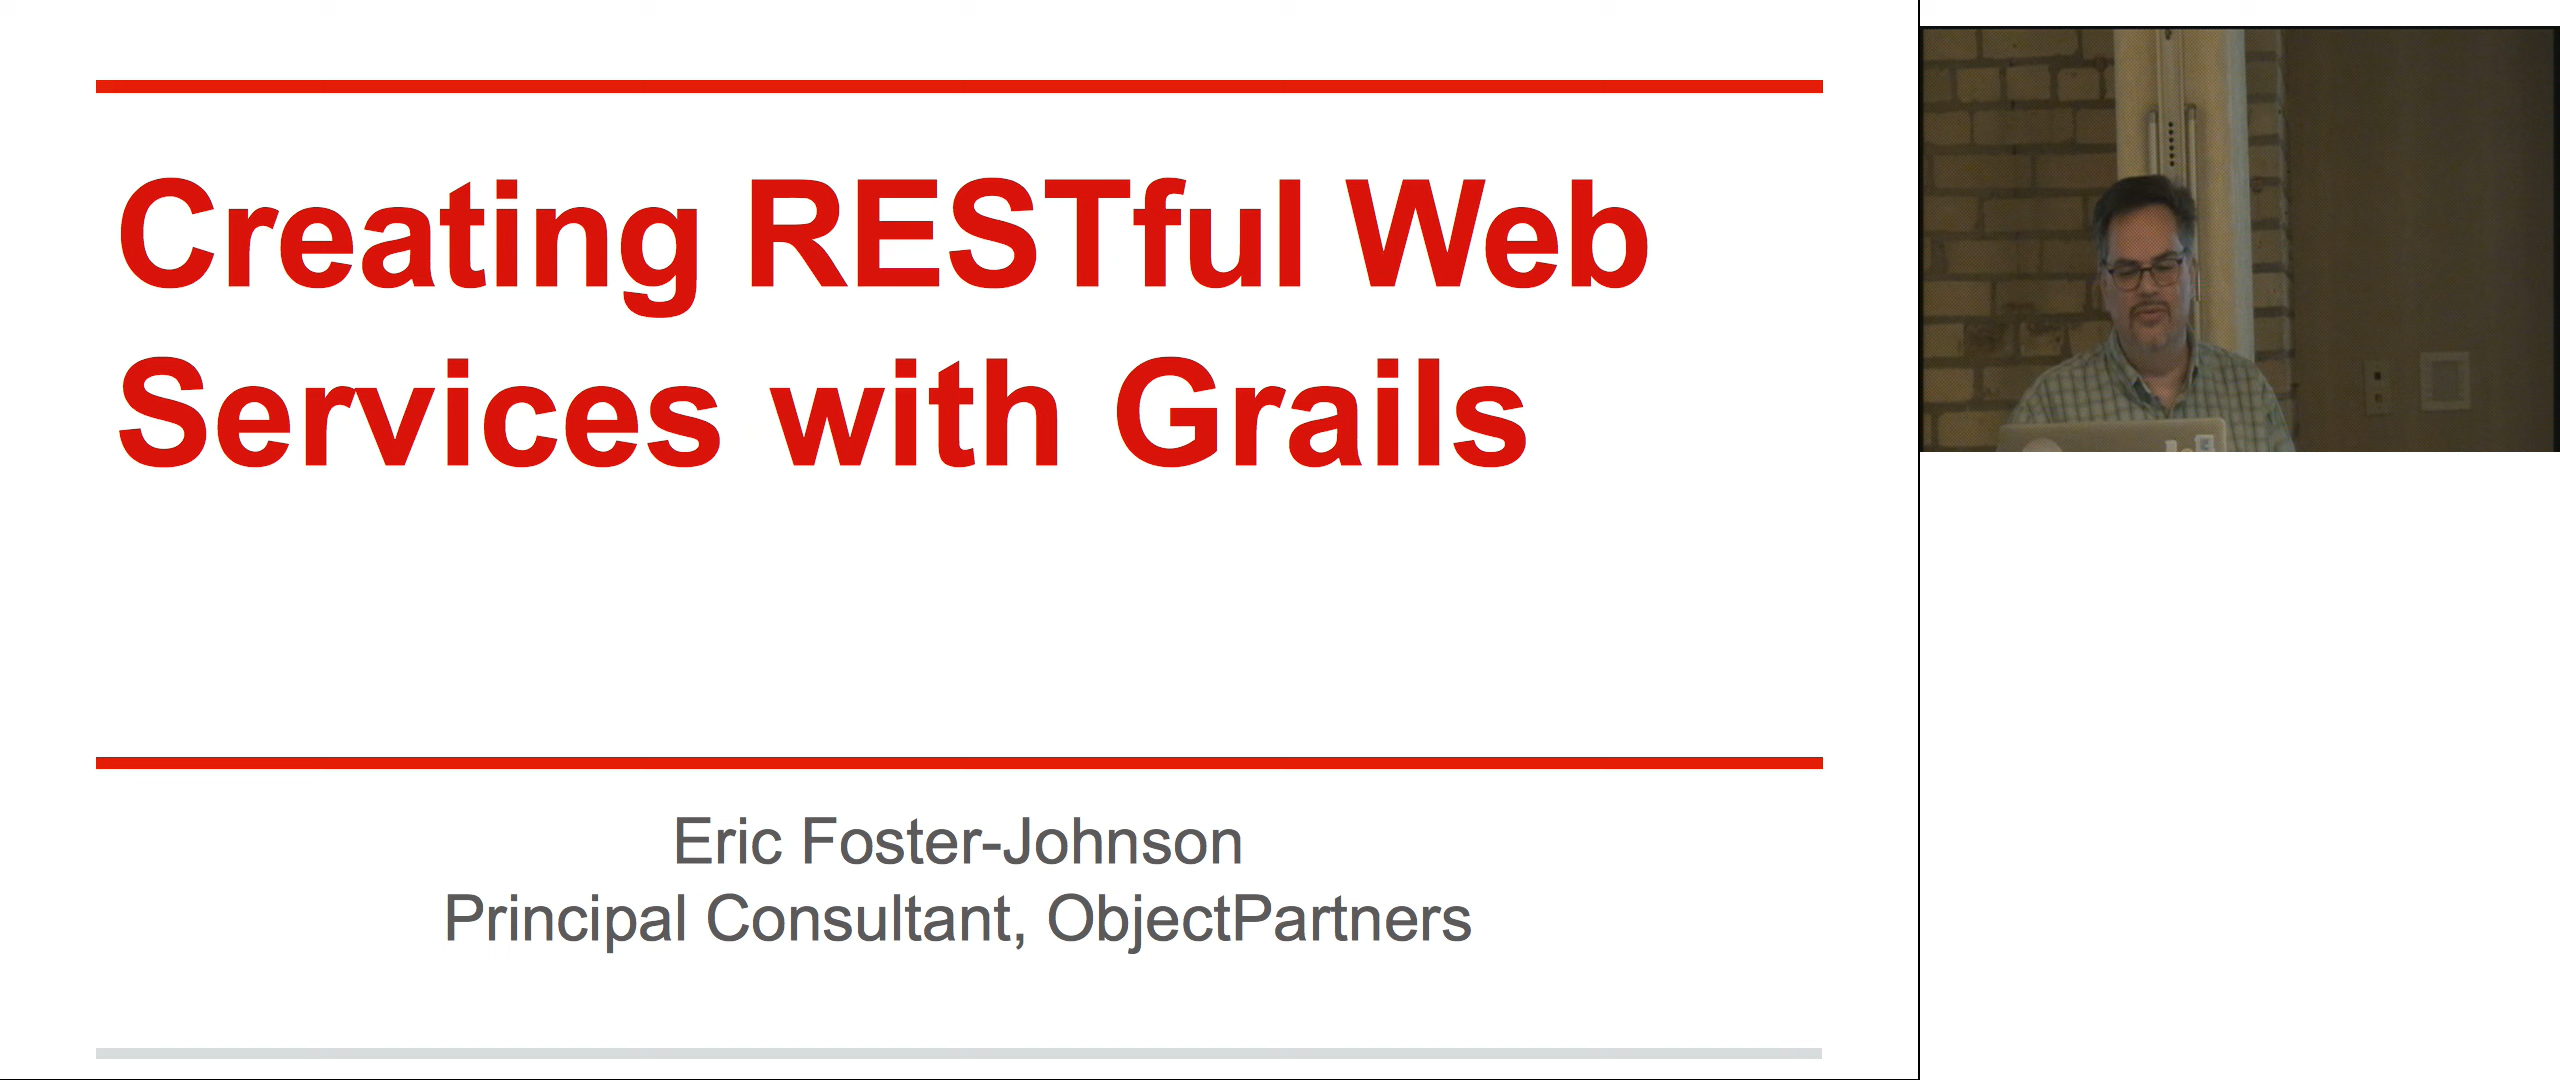 Creating RESTful Web
Services with Grails
Eric Foster-Johnson
Principal Consultant, ObjectPartners